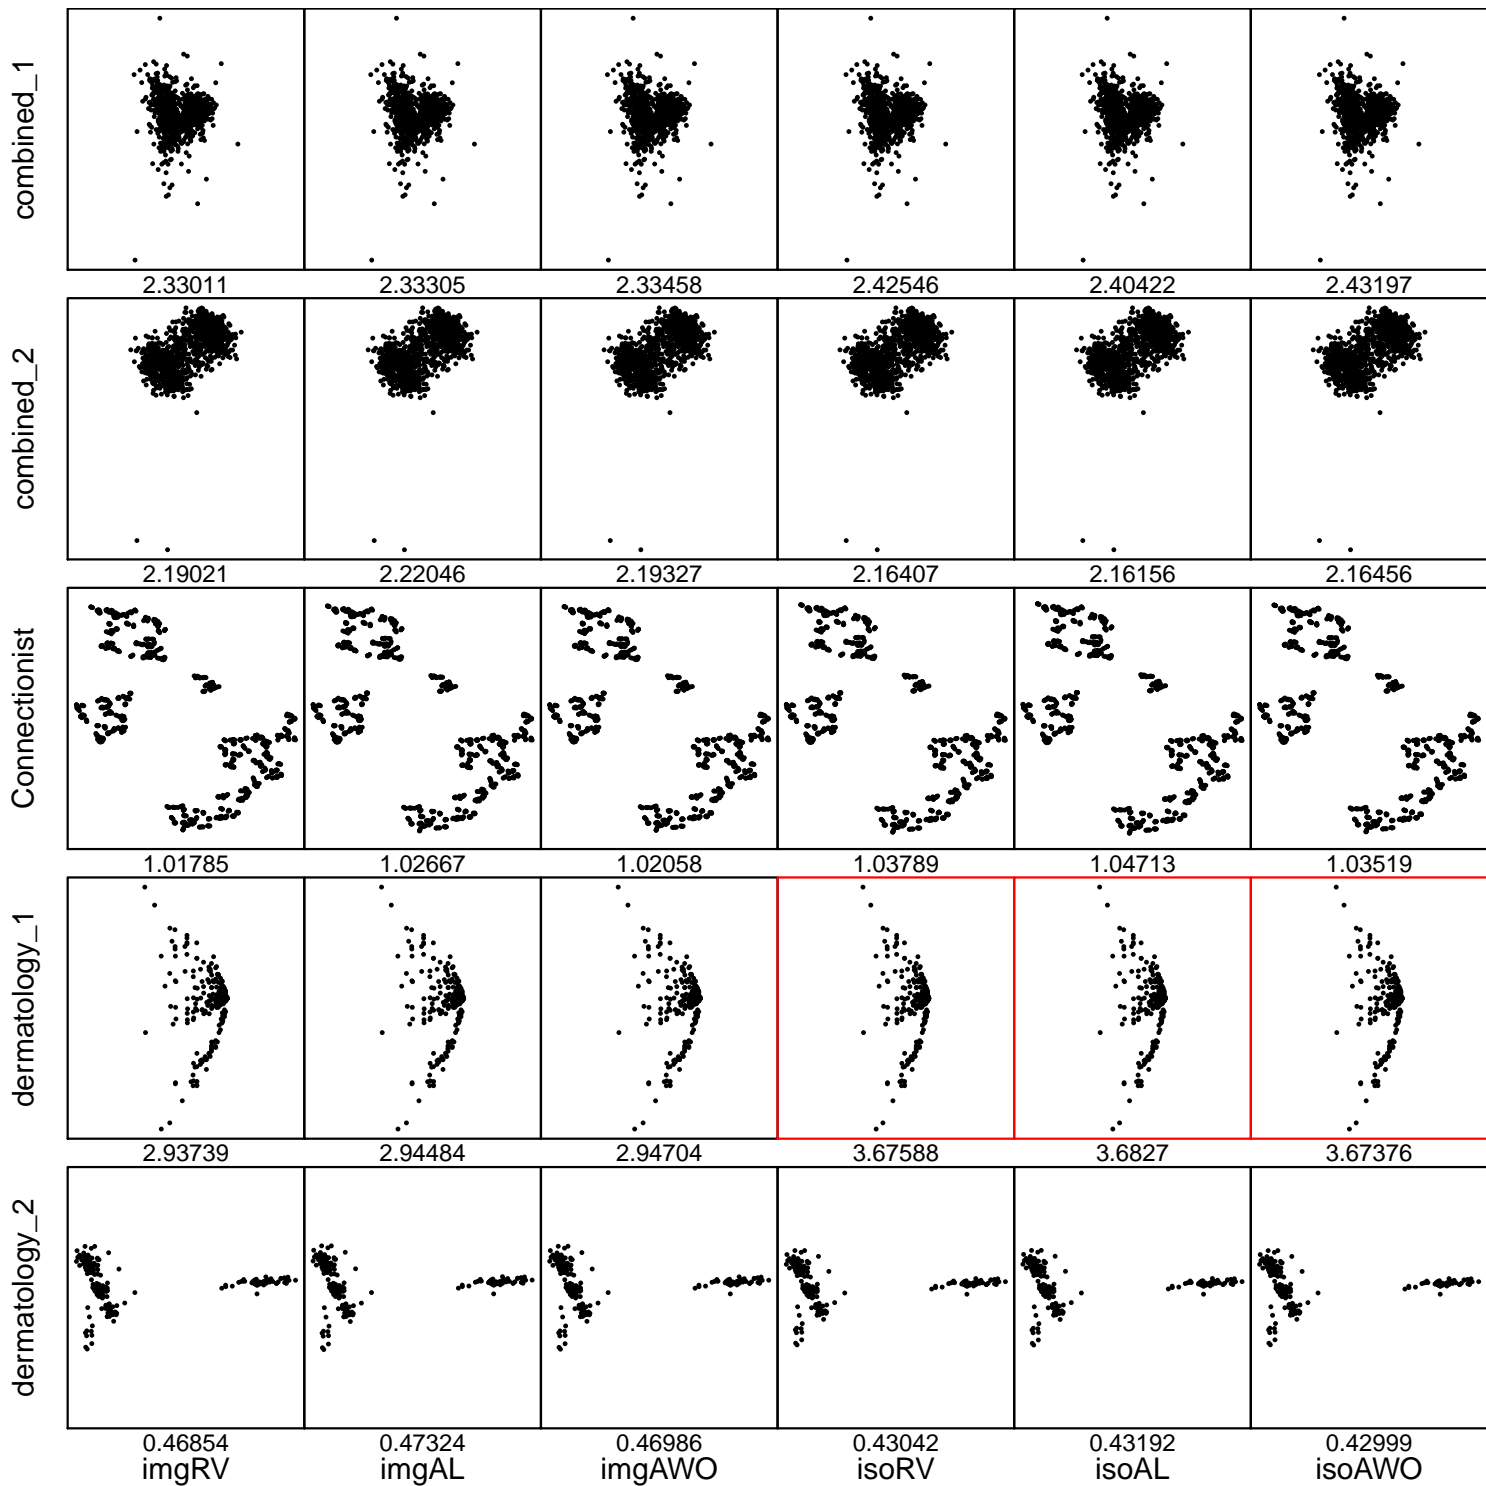 combined_1
2.33011 2.33305 2.33458 2.42546 2.40422 2.43197
combined_2
2.19021 2.22046 2.19327 2.16407 2.16156 2.16456
Connectionist
1.01785 1.02667 1.02058 1.03789 1.04713 1.03519
dermatology_1
2.93739 2.94484 2.94704 3.67588 3.6827 3.67376
dermatology_2
0.46854 0.47324 0.46986 0.43042 0.43192 0.42999
imgRV imgAL imgAWO isoRV isoAL isoAWO